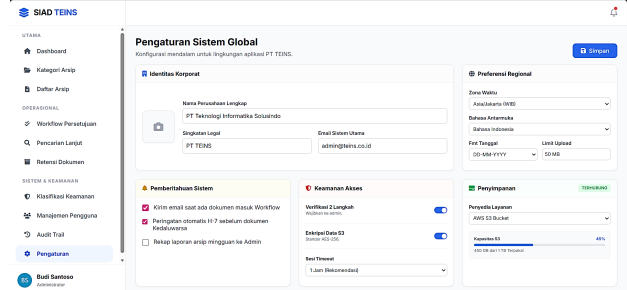 SIAD TEINS
UTAMA
Dashboard
Kategori Arsip
Daftar Arsip
OPERASIONAL
Workflow Persetujuan
Pencarian Lanjut
Retensi Dokumen
SISTEM & KEAMANAN
Klasifikasi Keamanan
Manajemen Pengguna
Audit Trail
Pengaturan
BS
Budi Santoso
Administrator
Pengaturan Sistem Global
Konfigurasi mendalam untuk lingkungan aplikasi PT TEINS.
Simpan
Identitas Korporat
Nama Perusahaan Lengkap
PT Teknologi Informatika Solusindo
Singkatan Legal
PT TEINS
Email Sistem Utama
admin@teins.co.id
Preferensi Regional
Zona Waktu
Asia/Jakarta (WIB)
Bahasa Antarmuka
Bahasa Indonesia
Fmt Tanggal
DD-MM-YYYY
Limit Upload
50 MB
Pemberitahuan Sistem
Kirim email saat ada dokumen masuk Workflow
Peringatan otomatis H-7 sebelum dokumen
Kedaluwarsa
Rekap laporan arsip mingguan ke Admin
Keamanan Akses
Verifikasi 2 Langkah
Wajibkan ke admin.
Enkripsi Data S3
Standar AES-256.
Sesi Timeout
1 Jam (Rekomendasi)
Penyimpanan
TERHUBUNG
Penyedia Layanan
AWS S3 Bucket
Kapasitas S3
45%
450 GB dari 1 TB Terpakai